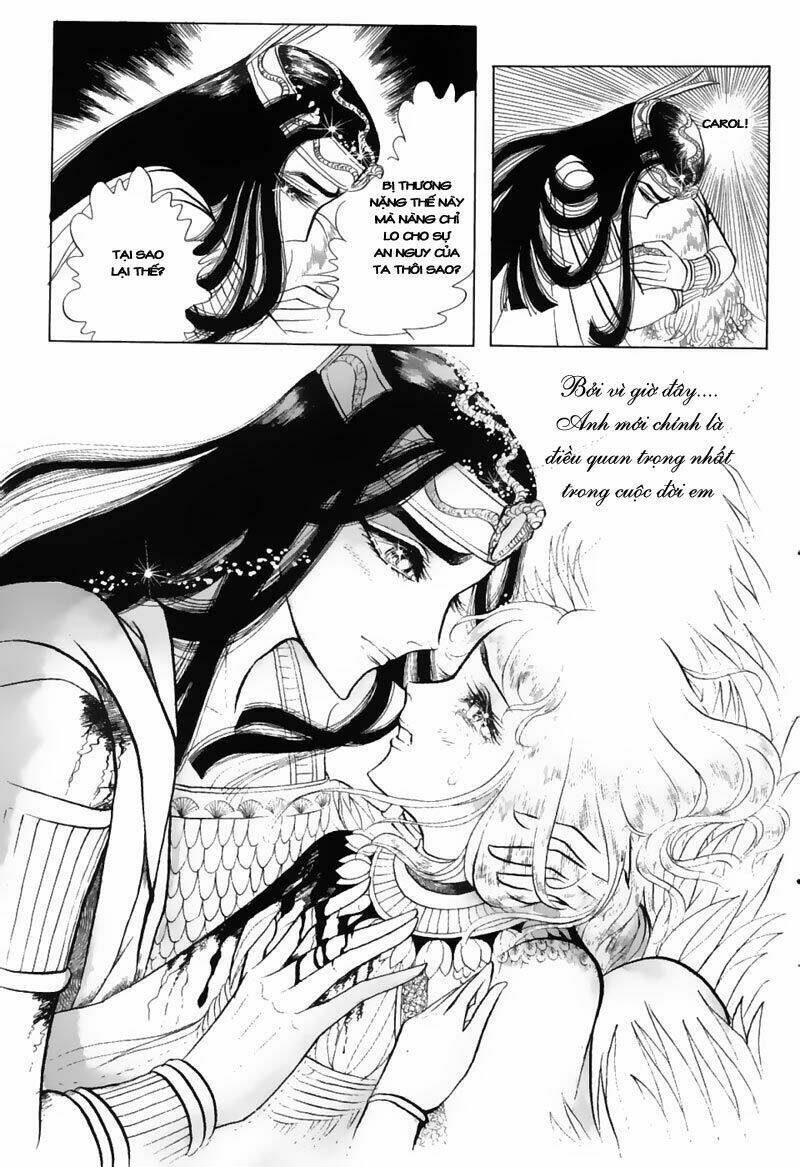 CAROL!
BỊ THƯƠNG
NẶNG THẾ NÀY
MÀ NÀNG CHỈ
LO CHO SỰ
AN NGUY CỦA
TA THÔI SAO?
TẠI SAO
LẠI THẾ?
Bởi vì giờ đây....
Anh mới chính là
điều quan trọng nhất
trong cuộc đời em